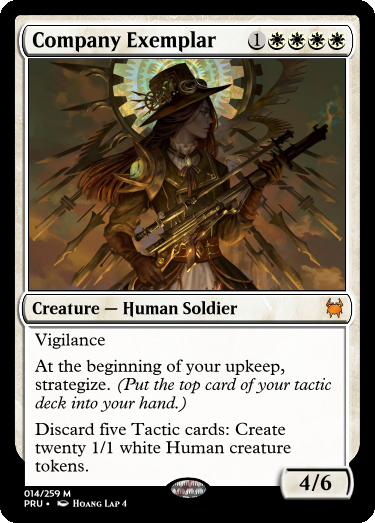 Company Exemplar 1
Creature — Human Soldier
Vigilance
At the beginning of your upkeep,
strategize. (Put the top card of your tactic
deck into your hand.)
Discard five Tactic cards: Create
twenty 1/1 white Human creature
tokens.
4/6
014/259 M
PRU • Hoang Lap 4